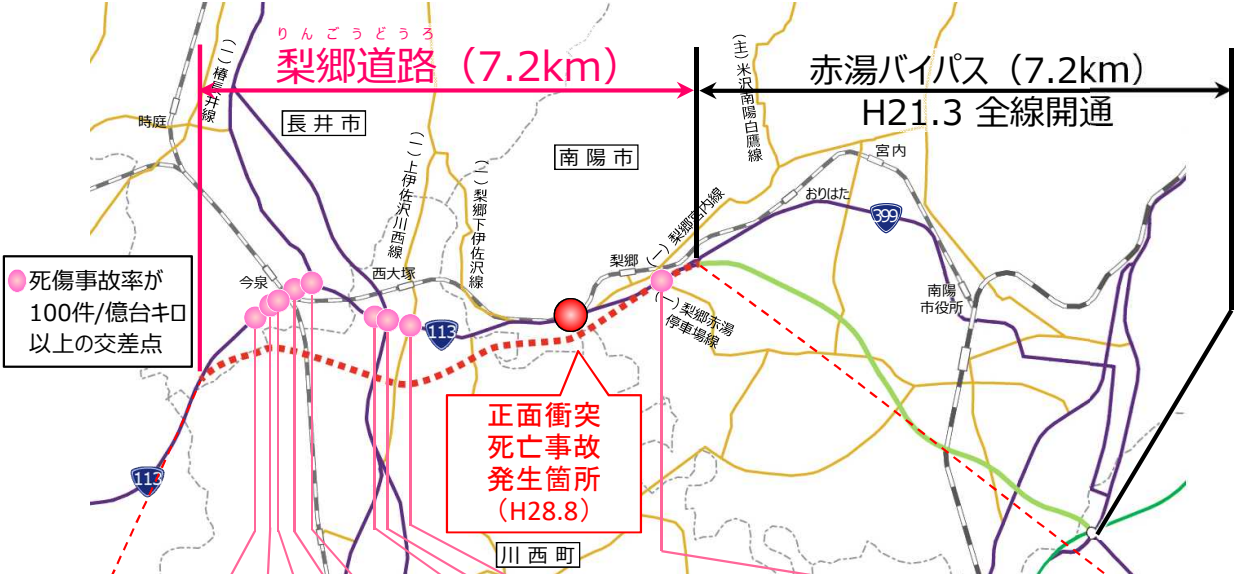 りんごうどうろ
梨郷道路（7.2km）
赤湯バイパス（7.2km）
H21.3 全線開通
(一)椿長井線
(主)米沢南陽白鷹線
時庭
長井市
南陽市
宮内
(一)上伊佐沢川西線
(一)梨郷下伊佐沢線
(一)梨郷宮内線
おりはた
399
死傷事故率が
100件/億台キロ
以上の交差点
今泉
西大塚
梨郷
南陽
市役所
113
(一)梨郷赤湯
停車場線
正面衝突
死亡事故
発生箇所
（H28.8）
113
川西町